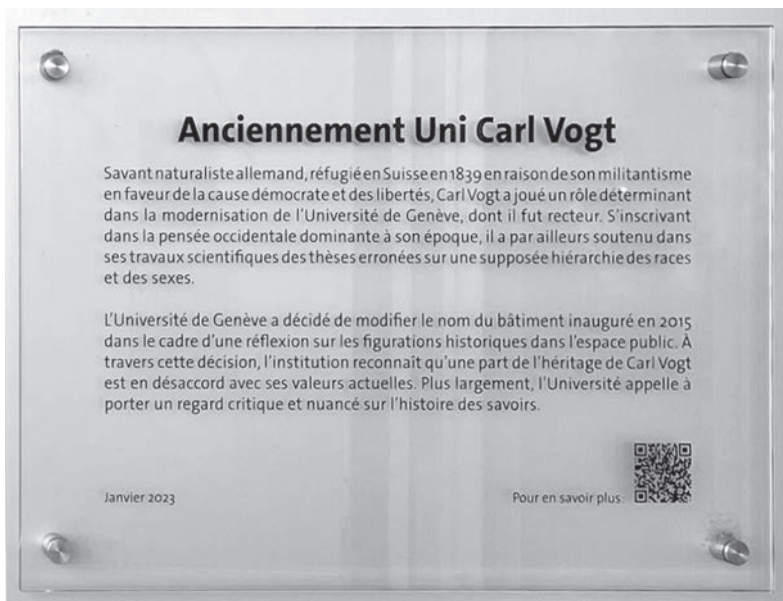 Anciennement Uni Carl Vogt
Savant naturaliste allemand, réfugié en Suisse en 1839 en raison de son militantisme
en faveur de la cause démocrate et des libertés, Carl Vogt a joué un rôle déterminant
dans la modernisation de l'Université de Genève, dont il fut recteur. S'inscrivant
dans la pensée occidentale dominante à son époque, il a par ailleurs soutenu dans
ses travaux scientifiques des thèses erronées sur une supposée hiérarchie des races
et des sexes.
L'Université de Genève a décidé de modifier le nom du bâtiment inauguré en 2015
dans le cadre d'une réflexion sur les figurations historiques dans l'espace public. À
travers cette décision, l'institution reconnaît qu'une part de l'héritage de Carl Vogt
est en désaccord avec ses valeurs actuelles. Plus largement, l'Université appelle à
porter un regard critique et nuancé sur l'histoire des savoirs.
Janvier 2023
Pour en savoir plus: